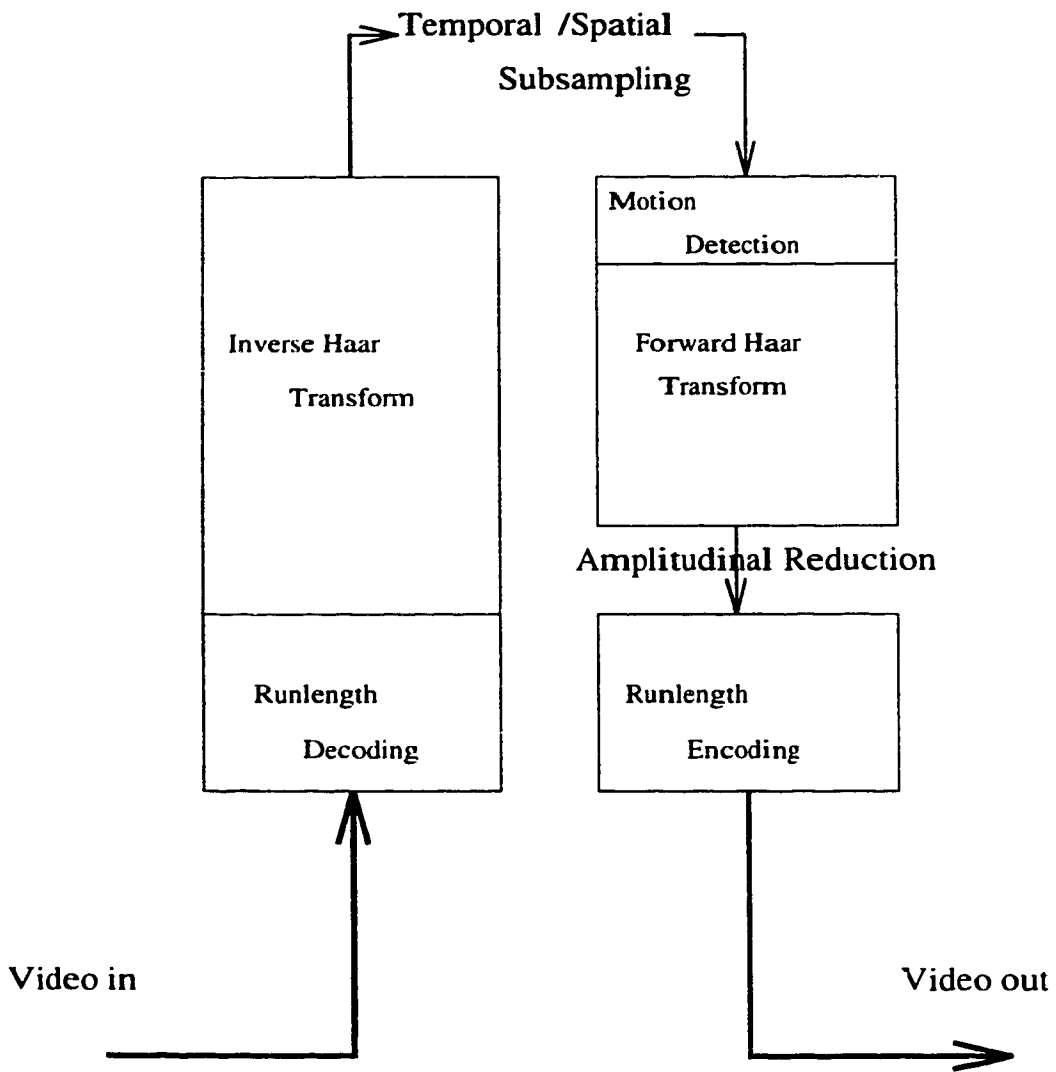 Temporal /Spatial
Subsampling
Motion
Detection
Inverse Haar
Transform
Forward Haar
Transform
Amplitudinal Reduction
Runlength
Decoding
Runlength
Encoding
Video in
Video out